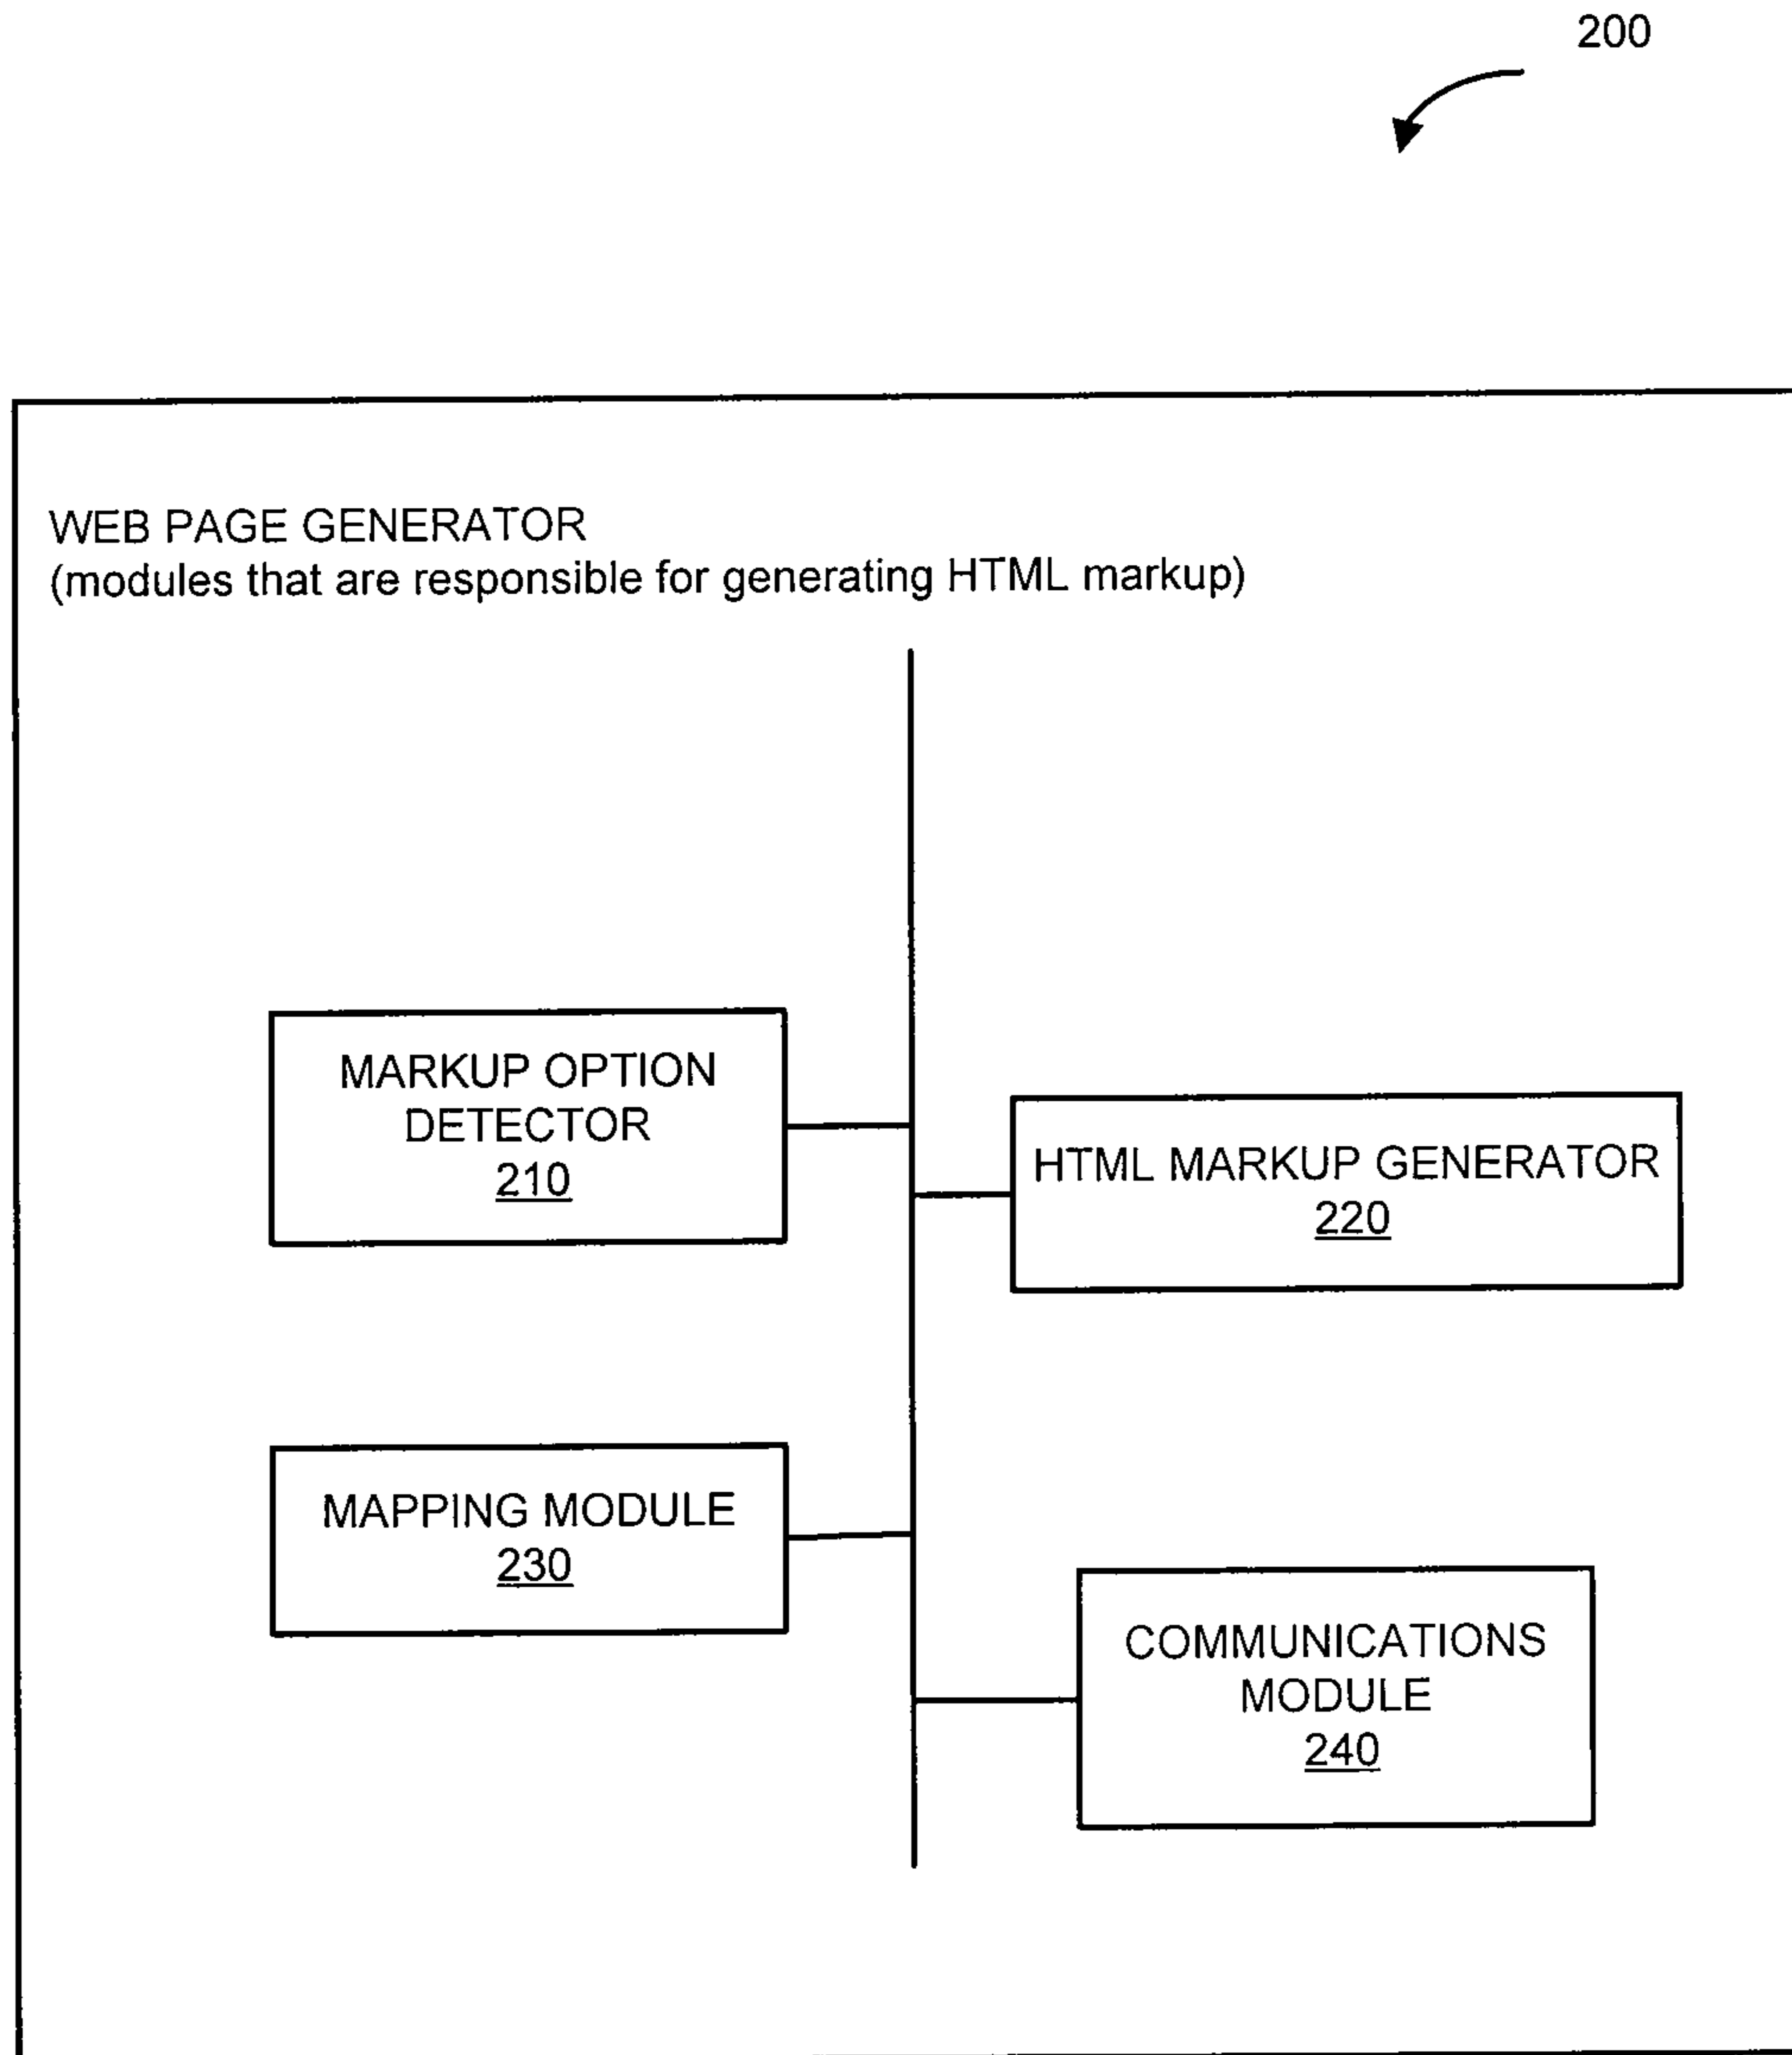 200
WEB PAGE GENERATOR
(modules that are responsible for generating HTML markup)
MARKUP OPTION
DETECTOR
210
HTML MARKUP GENERATOR
220
MAPPING MODULE
230
COMMUNICATIONS
MODULE
240